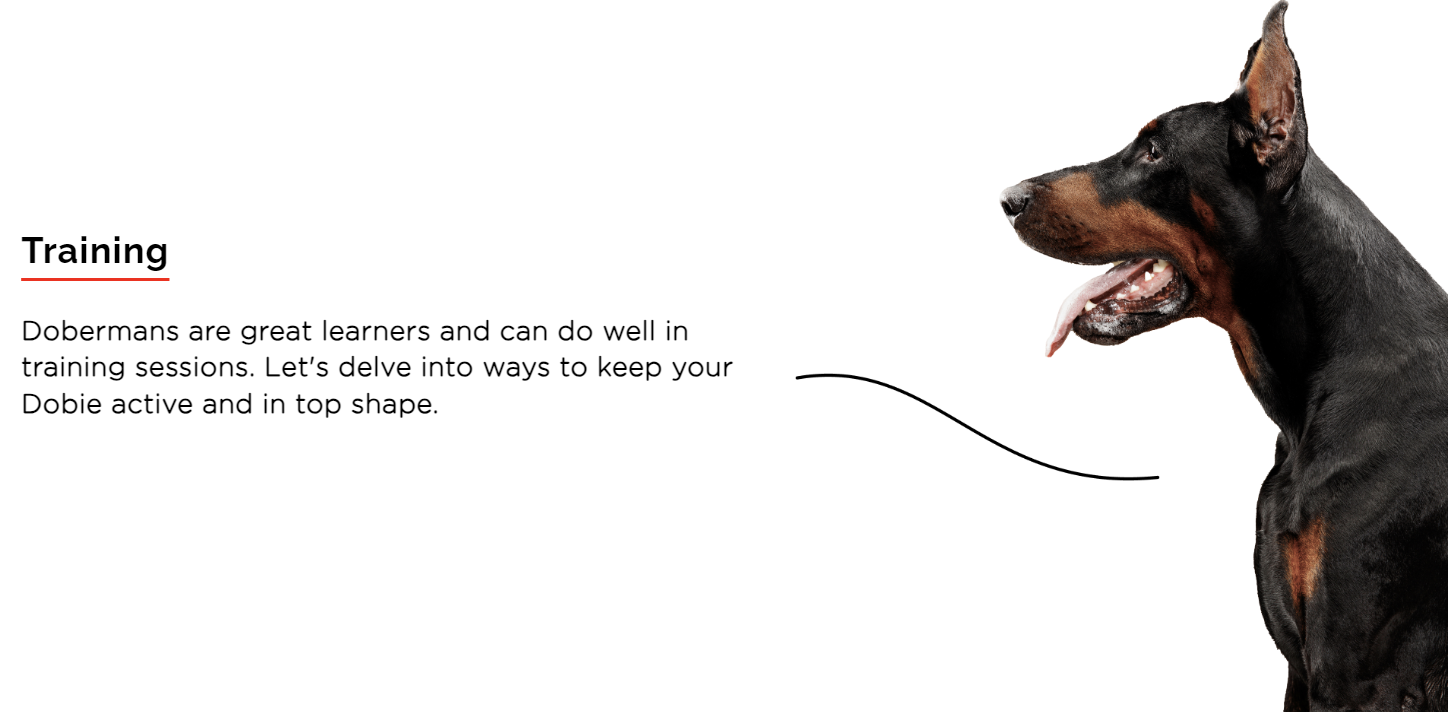 Training
Dobermans are great learners and can do well in
training sessions. Let's delve into ways to keep your
Dobie active and in top shape.